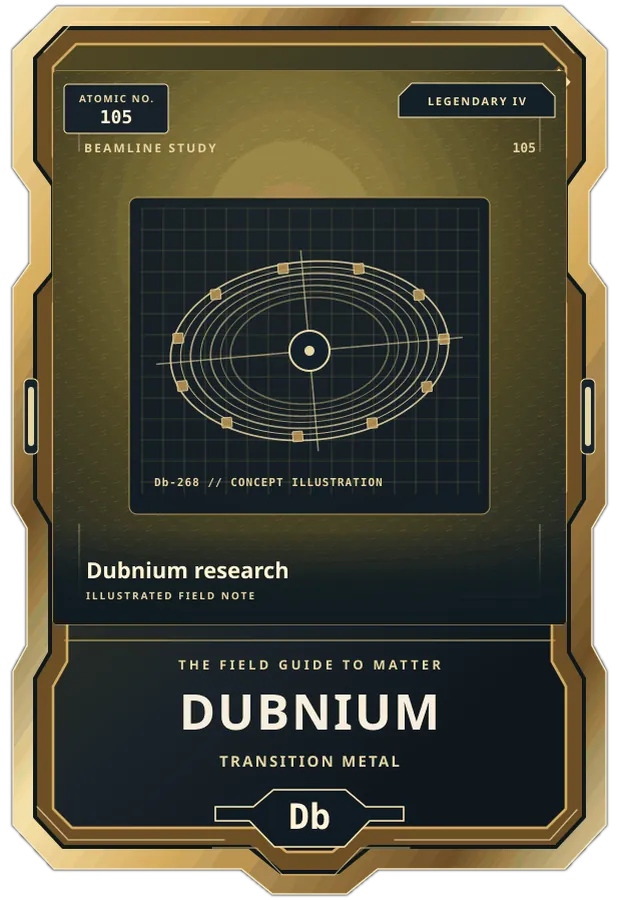 ATOMIC NO.
105
LEGENDARY IV
BEAMLINE STUDY
105
Db-268 // CONCEPT ILLUSTRATION
Dubnium research
ILLUSTRATED FIELD NOTE
THE FIELD GUIDE TO MATTER
DUBNIUM
TRANSITION METAL
Db